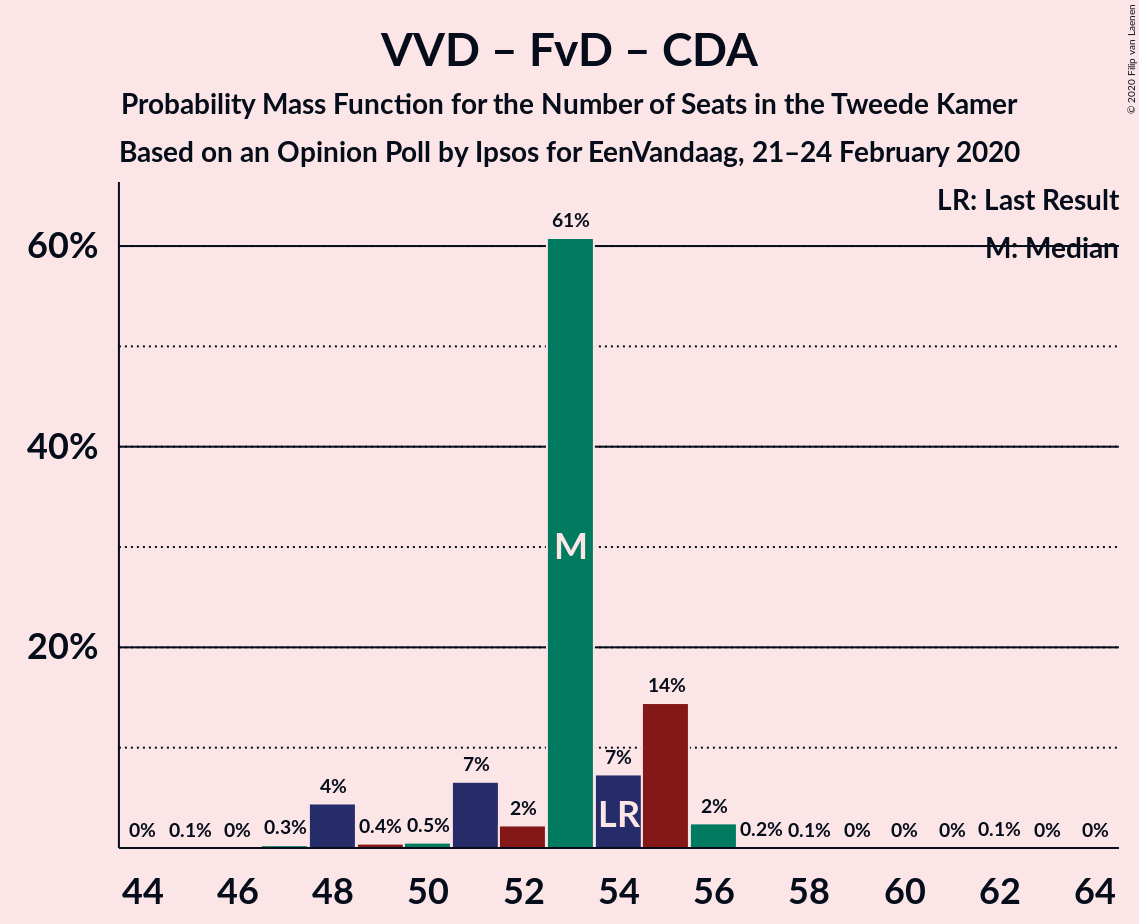 VVD – FvD – CDA
Probability Mass Function for the Number of Seats in the Tweede Kamer
Based on an Opinion Poll by Ipsos for EenVandaag, 21–24 February 2020
© 2020 Filip van Laenen
LR: Last Result
M: Median
60%
40%
20%
0% 0.1% 0% 0.3% 4% 0.4% 0.5% 7% 2% 61% 7% 14% 2% 0.2% 0.1% 0% 0% 0% 0.1% 0% 0%
M
LR
44 46 48 50 52 54 56 58 60 62 64